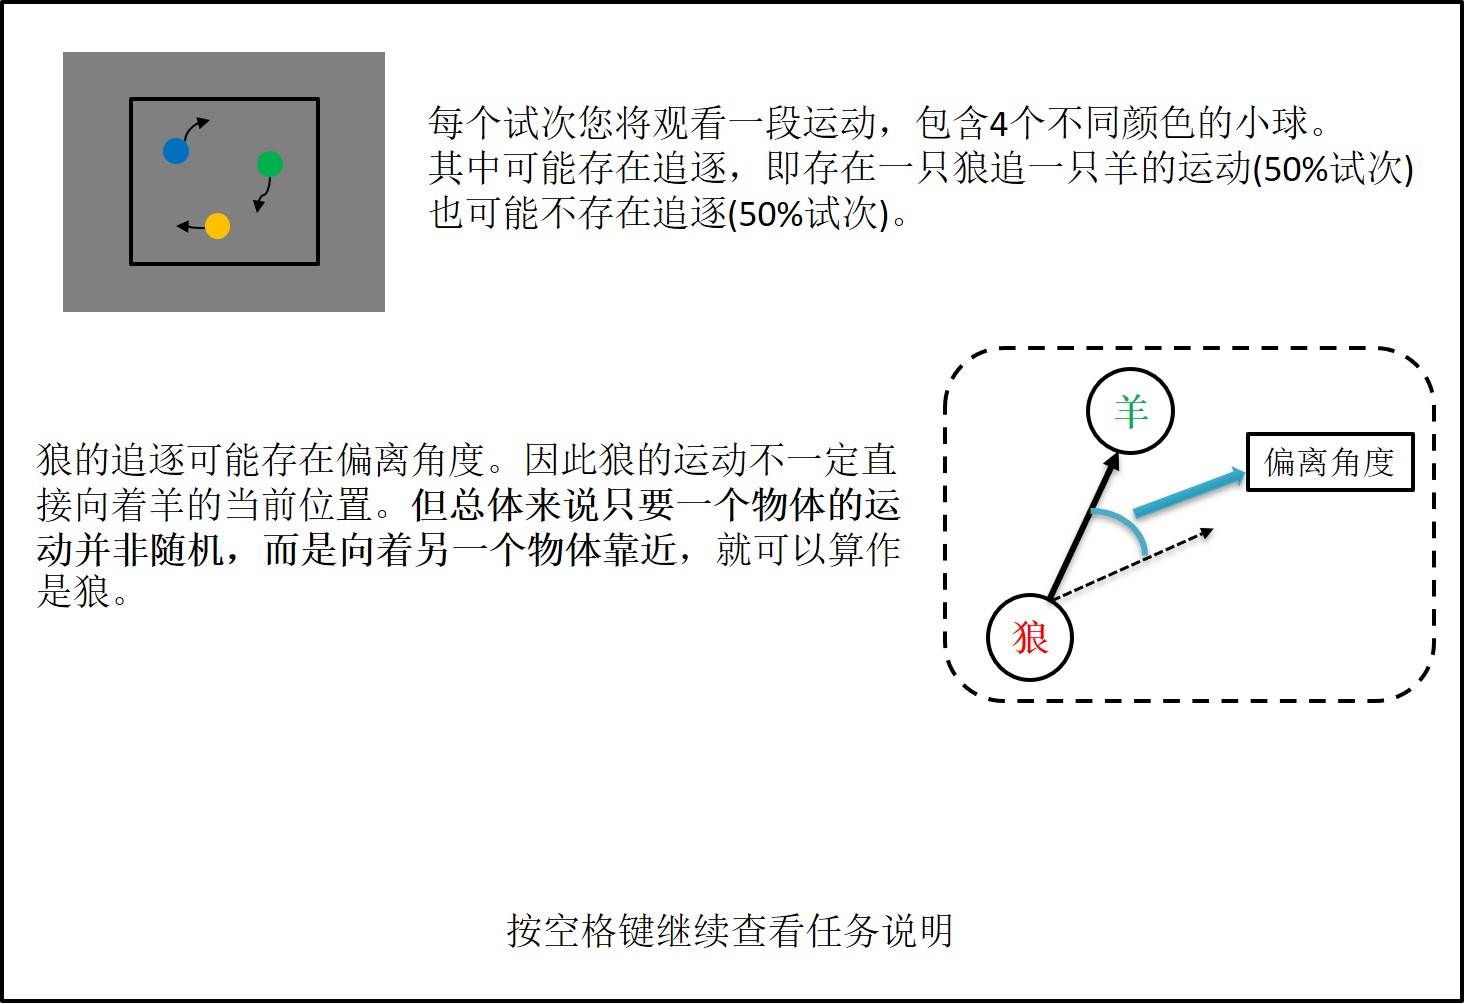 每个试次您将观看一段运动，包含4个不同颜色的小球。
其中可能存在追逐，即存在一只狼追一只羊的运动(50%试次)
也可能不存在追逐(50%试次)。
羊
偏离角度
狼的追逐可能存在偏离角度。因此狼的运动不一定直
接向着羊的当前位置。但总体来说只要一个物体的运
动并非随机，而是向着另一个物体靠近，就可以算作
是狼。
狼
按空格键继续查看任务说明